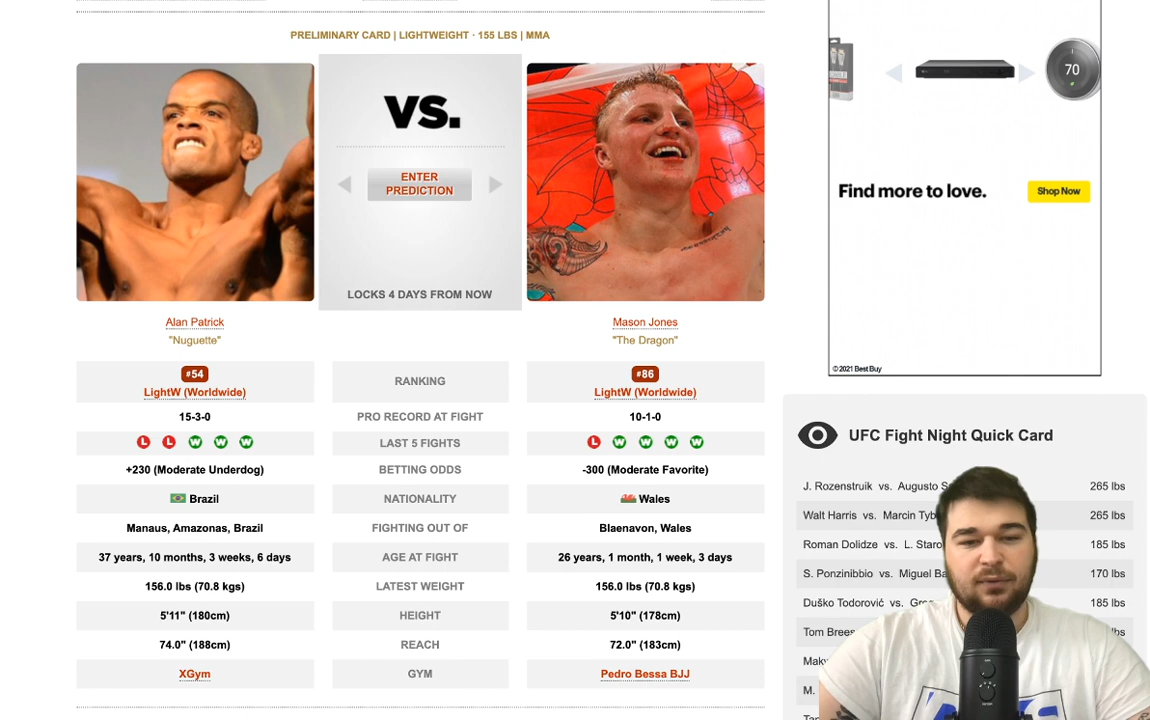 PRELIMINARY CARD | LIGHTWEIGHT · 155 LBS | MMA
VS.
ENTER
PREDICTION
LOCKS 4 DAYS FROM NOW
Alan Patrick
"Nuguette"
Mason Jones
"The Dragon"
#54
LightW (Worldwide)
RANKING
#86
LightW (Worldwide)
15-3-0
PRO RECORD AT FIGHT
10-1-0
L L W W W
LAST 5 FIGHTS
L W W W W
+230 (Moderate Underdog)
BETTING ODDS
-300 (Moderate Favorite)
Brazil
NATIONALITY
Wales
Manaus, Amazonas, Brazil
FIGHTING OUT OF
Blaenavon, Wales
37 years, 10 months, 3 weeks, 6 days
AGE AT FIGHT
26 years, 1 month, 1 week, 3 days
156.0 lbs (70.8 kgs)
LATEST WEIGHT
156.0 lbs (70.8 kgs)
5'11" (180cm)
HEIGHT
5'10" (178cm)
74.0" (188cm)
REACH
72.0" (183cm)
XGym
GYM
Pedro Bessa BJJ
70
Find more to love.
Shop Now
© 2021 Best Buy
UFC Fight Night Quick Card
J. Rozenstruik vs. Augusto 265 lbs
Walt Harris vs. Marcin 265 lbs
Roman Dolidze vs. L. 185 lbs
S. Ponzinibbio vs. Miguel 170 lbs
Duško Todorović vs. 185 lbs
Tom lbs
M.